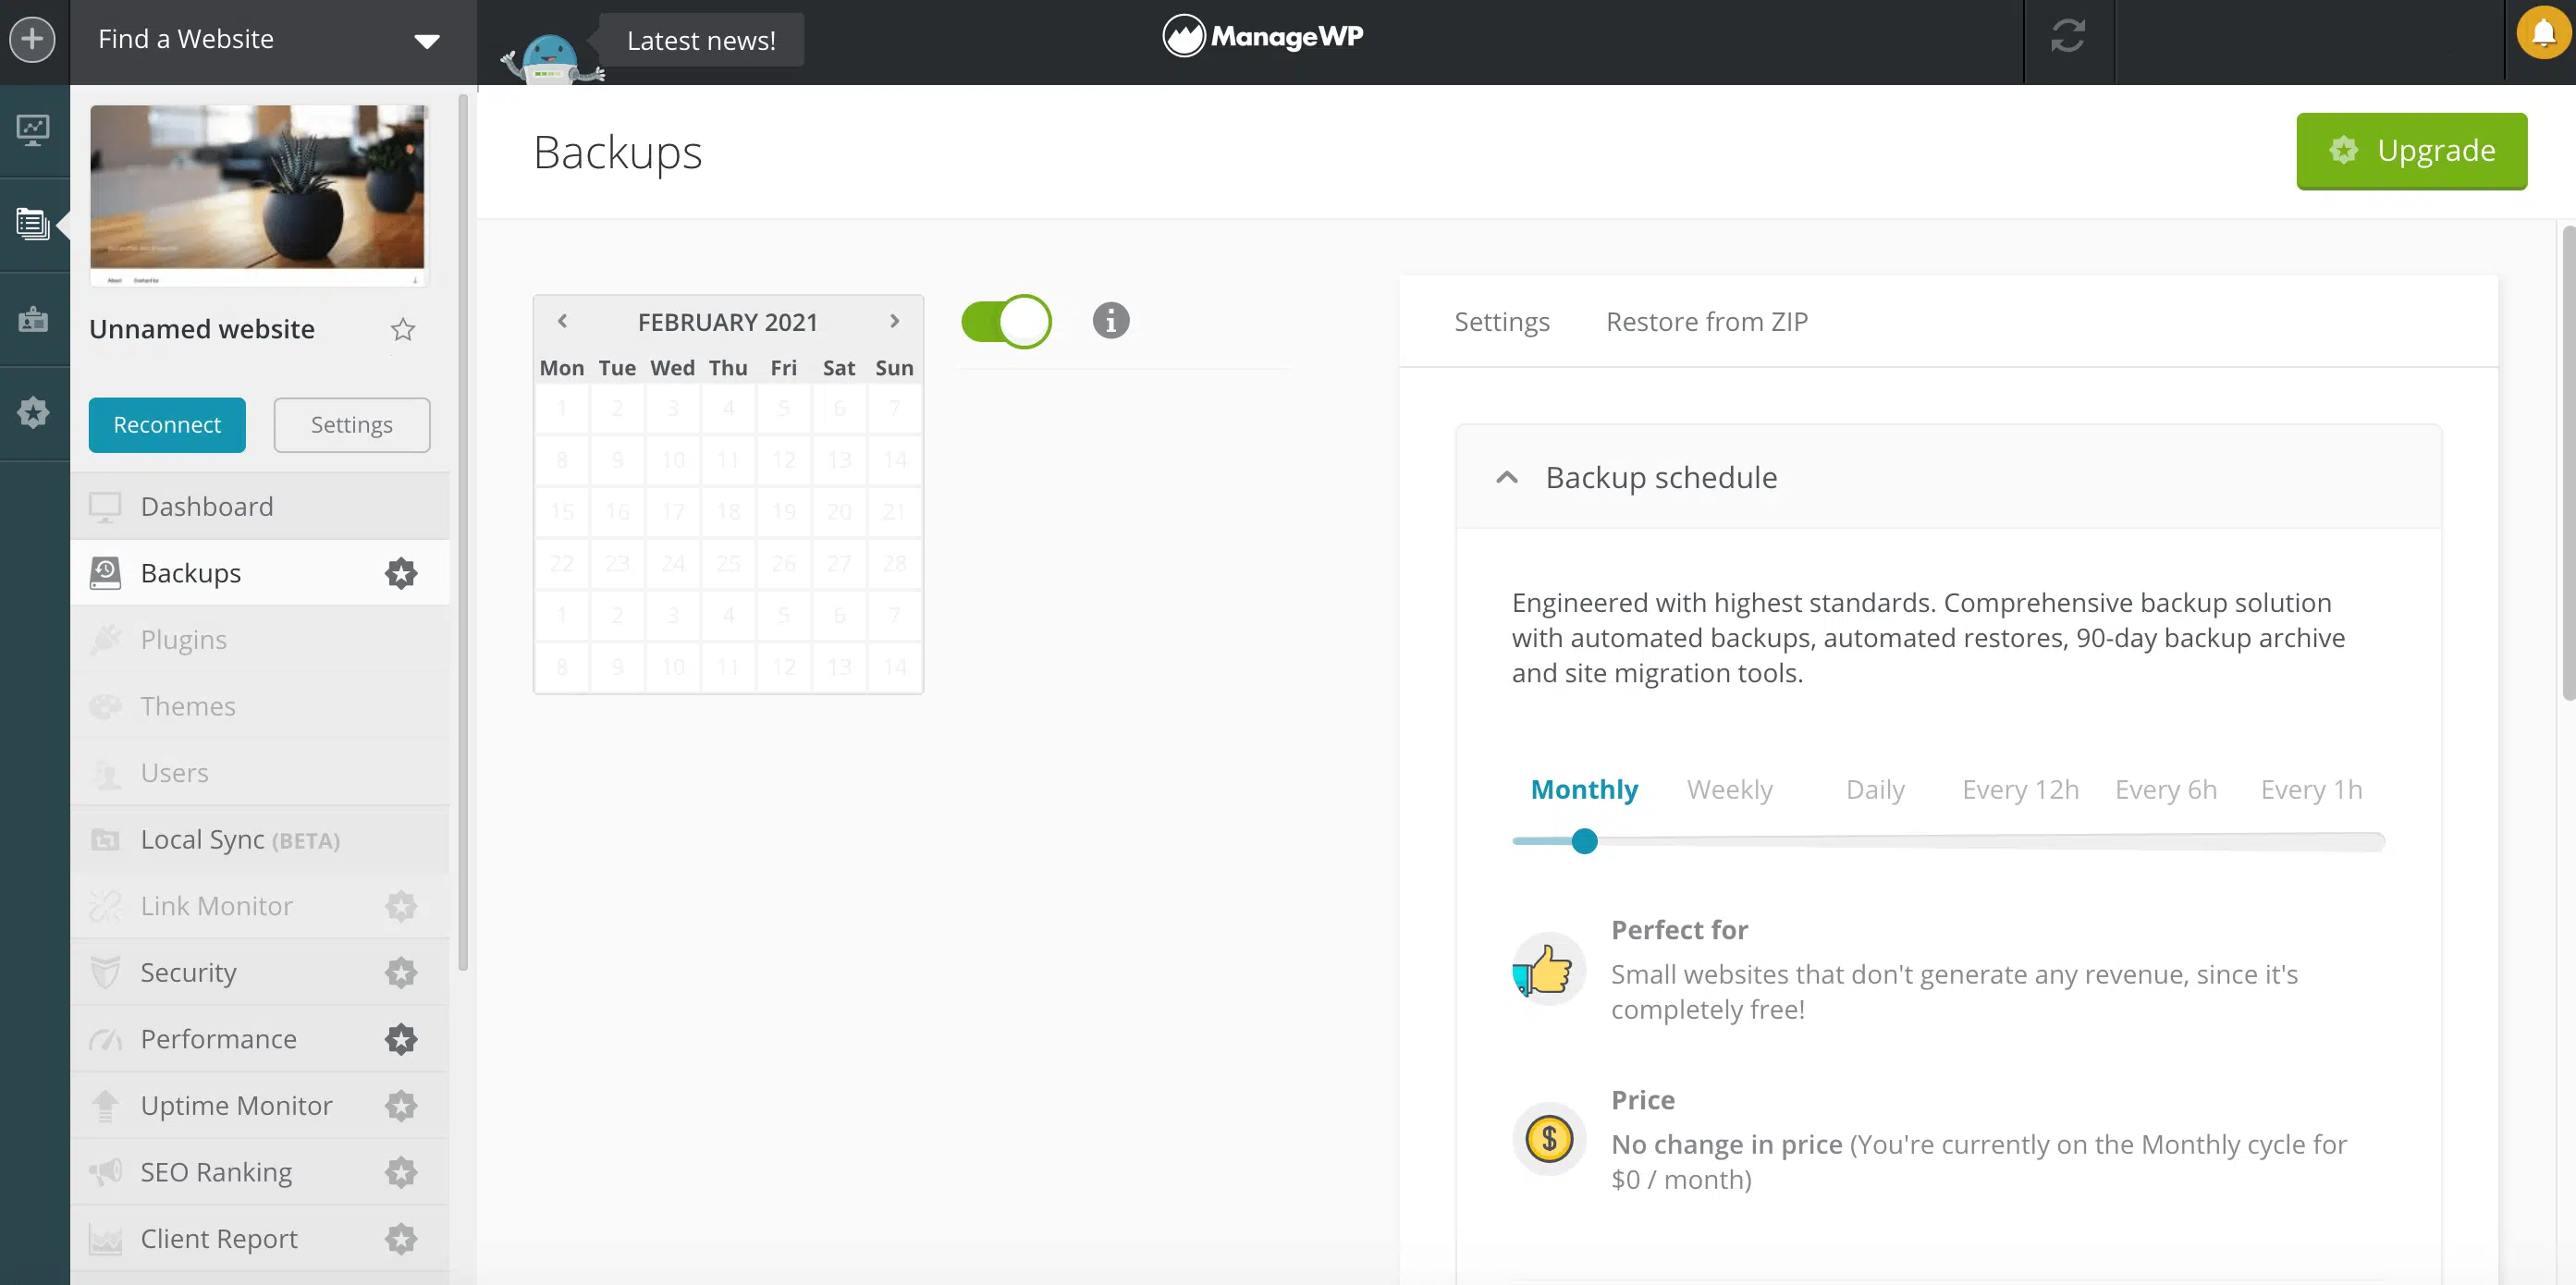 Find a Website
Latest news!
ManageWP
Backups
Upgrade
Unnamed website
Reconnect
Settings
Dashboard
Backups
Plugins
Themes
Users
Local Sync (BETA)
Link Monitor
Security
Performance
Uptime Monitor
SEO Ranking
Client Report
FEBRUARY 2021
Mon Tue Wed Thu Fri Sat Sun
1 2 3 4 5 6 7
8 9 10 11 12 13 14
15 16 17 18 19 20 21
22 23 24 25 26 27 28
1 2 3 4 5 6 7
8 9 10 11 12 13 14
Settings
Restore from ZIP
Backup schedule
Engineered with highest standards. Comprehensive backup solution
with automated backups, automated restores, 90-day backup archive
and site migration tools.
Monthly Weekly Daily Every 12h Every 6h Every 1h
Perfect for
Small websites that don't generate any revenue, since it's
completely free!
Price
No change in price (You're currently on the Monthly cycle for
$0 / month)